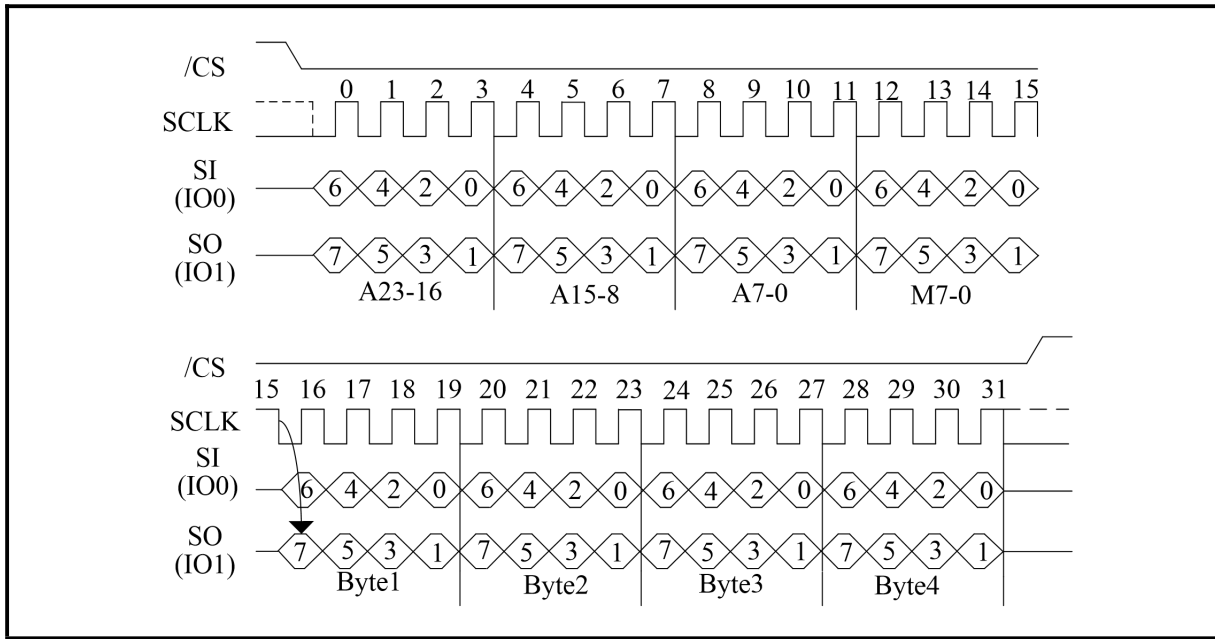 /CS
0 1 2 3 4 5 6 7 8 9 10 11 12 13 14 15
SCLK
SI
(IO0)
6 4 2 0 6 4 2 0 6 4 2 0 6 4 2 0
SO
(IO1)
7 5 3 1 7 5 3 1 7 5 3 1 7 5 3 1
A23-16 A15-8 A7-0 M7-0
/CS
15 16 17 18 19 20 21 22 23 24 25 26 27 28 29 30 31
SCLK
SI
(IO0)
6 4 2 0 6 4 2 0 6 4 2 0 6 4 2 0
SO
(IO1)
7 5 3 1 7 5 3 1 7 5 3 1 7 5 3 1
Byte1 Byte2 Byte3 Byte4